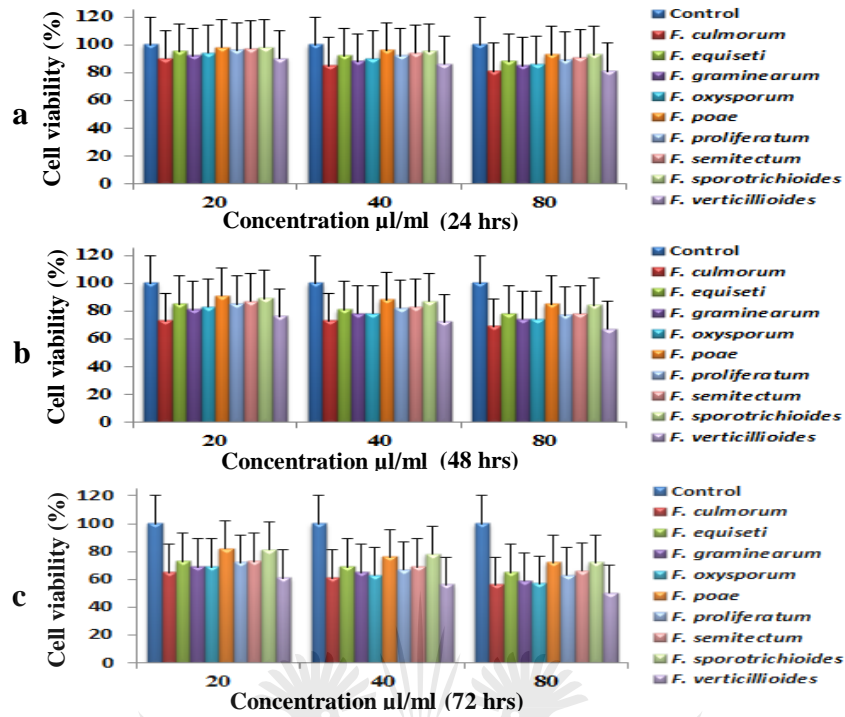 a
Cell viability (%)
120
100
80
60
40
20
0
20
40
80
Concentration µl/ml (24 hrs)
Control
F. culmorum
F. equiseti
F. graminearum
F. oxysporum
F. poae
F. proliferatum
F. semitectum
F. sporotrichioides
F. verticillioides
b
Cell viability (%)
120
100
80
60
40
20
0
20
40
80
Concentration µl/ml (48 hrs)
Control
F. culmorum
F. equiseti
F. graminearum
F. oxysporum
F. poae
F. proliferatum
F. semitectum
F. sporotrichioides
F. verticillioides
c
Cell viability (%)
120
100
80
60
40
20
0
20
40
80
Concentration µl/ml (72 hrs)
Control
F. culmorum
F. equiseti
F. graminearum
F. oxysporum
F. poae
F. proliferatum
F. semitectum
F. sporotrichioides
F. verticillioides